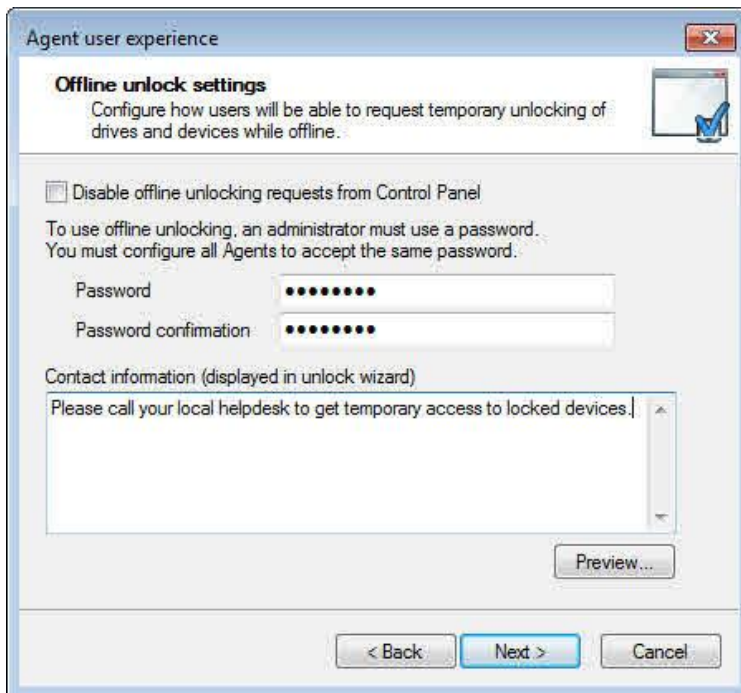 Agent user experience
Offline unlock settings
Configure how users will be able to request temporary unlocking of
drives and devices while offline.
Disable offline unlocking requests from Control Panel
To use offline unlocking, an administrator must use a password.
You must configure all Agents to accept the same password.
Password ●●●●●●●●
Password confirmation ●●●●●●●●
Contact information (displayed in unlock wizard)
Please call your local helpdesk to get temporary access to locked devices.
Preview...
< Back Next > Cancel